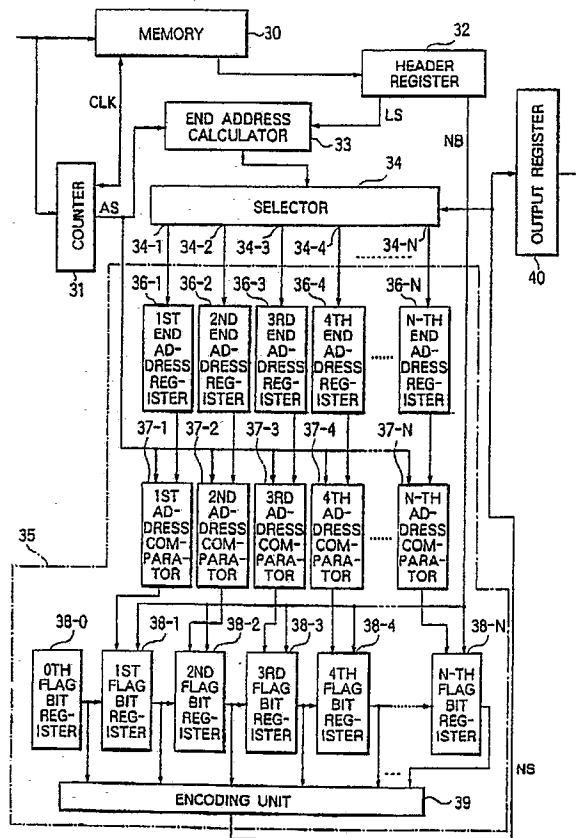 MEMORY
30
32
HEADER
REGISTER
CLK
LS
NB
END ADDRESS
CALCULATOR
33
34
COUNTER
31
AS
SELECTOR
OUTPUT REGISTER
40
34-1
34-2
34-3
34-4
34-N
36-1
36-2
36-3
36-4
36-N
1ST
END
AD-
DRESS
REG-
ISTER
2ND
END
AD-
DRESS
REG-
ISTER
3RD
END
AD-
DRESS
REG-
ISTER
4TH
END
AD-
DRESS
REG-
ISTER
N-TH
END
AD-
DRESS
REG-
ISTER
37-1
37-2
37-3
37-4
37-N
1ST
AD-
DRESS
COM-
PARA-
TOR
2ND
AD-
DRESS
COM-
PARA-
TOR
3RD
AD-
DRESS
COM-
PARA-
TOR
4TH
AD-
DRESS
COM-
PARA-
TOR
N-TH
AD-
DRESS
COM-
PARA-
TOR
35
38-0
38-1
38-2
38-3
38-4
38-N
0TH
FLAG
BIT
REG-
ISTER
1ST
FLAG
BIT
REG-
ISTER
2ND
FLAG
BIT
REG-
ISTER
3RD
FLAG
BIT
REG-
ISTER
4TH
FLAG
BIT
REG-
ISTER
N-TH
FLAG
BIT
REG-
ISTER
NS
ENCODING UNIT
39